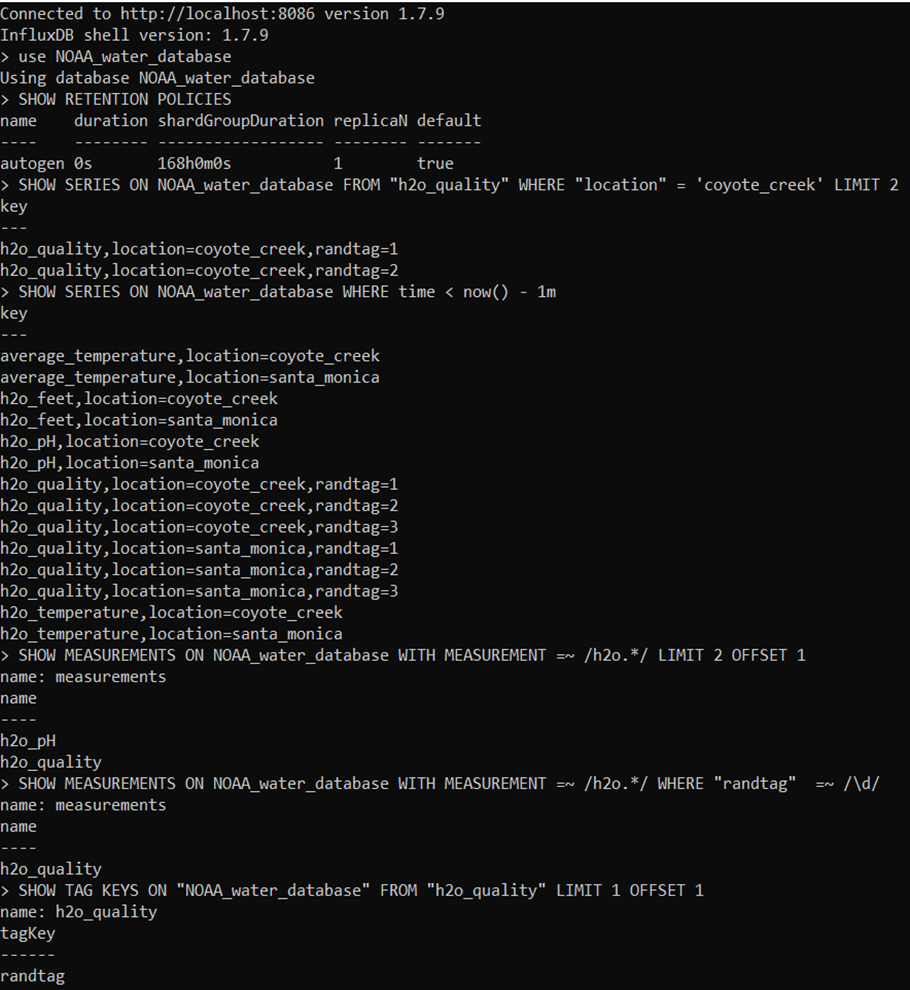 Connected to http://localhost:8086 version 1.7.9
InfluxDB shell version: 1.7.9
> use NOAA_water_database
Using database NOAA_water_database
> SHOW RETENTION POLICIES
name    duration shardGroupDuration replicaN default
----    -------- ------------------ -------- -------
autogen 0s       168h0m0s           1        true
> SHOW SERIES ON NOAA_water_database FROM "h2o_quality" WHERE "location" = 'coyote_creek' LIMIT 2
key
---
h2o_quality,location=coyote_creek,randtag=1
h2o_quality,location=coyote_creek,randtag=2
> SHOW SERIES ON NOAA_water_database WHERE time < now() - 1m
key
---
average_temperature,location=coyote_creek
average_temperature,location=santa_monica
h2o_feet,location=coyote_creek
h2o_feet,location=santa_monica
h2o_pH,location=coyote_creek
h2o_pH,location=santa_monica
h2o_quality,location=coyote_creek,randtag=1
h2o_quality,location=coyote_creek,randtag=2
h2o_quality,location=coyote_creek,randtag=3
h2o_quality,location=santa_monica,randtag=1
h2o_quality,location=santa_monica,randtag=2
h2o_quality,location=santa_monica,randtag=3
h2o_temperature,location=coyote_creek
h2o_temperature,location=santa_monica
> SHOW MEASUREMENTS ON NOAA_water_database WITH MEASUREMENT =~ /h2o.*/ LIMIT 2 OFFSET 1
name: measurements
name
----
h2o_pH
h2o_quality
> SHOW MEASUREMENTS ON NOAA_water_database WITH MEASUREMENT =~ /h2o.*/ WHERE "randtag"  =~ /\d/
name: measurements
name
----
h2o_quality
> SHOW TAG KEYS ON "NOAA_water_database" FROM "h2o_quality" LIMIT 1 OFFSET 1
name: h2o_quality
tagKey
------
randtag